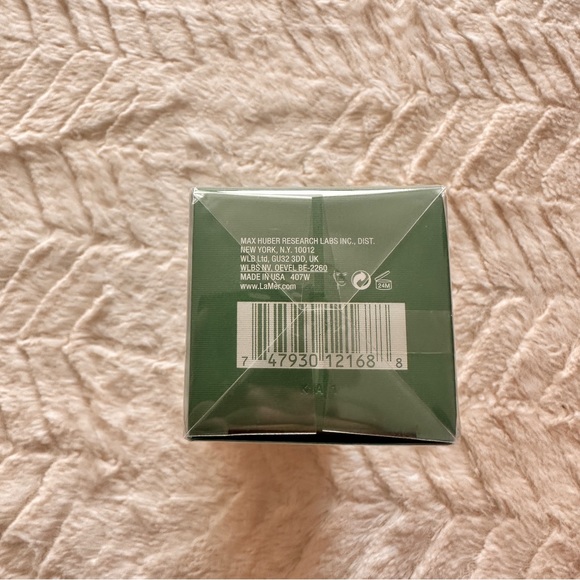 MAX HUBER RESEARCH LABS INC., DIST.
NEW YORK, N.Y. 10012
WLB Ltd, GU32 3DD, UK
WLBS NV. OEVEL BE-2260
MADE IN USA 407W
www.LaMer.com
24M
7 47930 12168 8